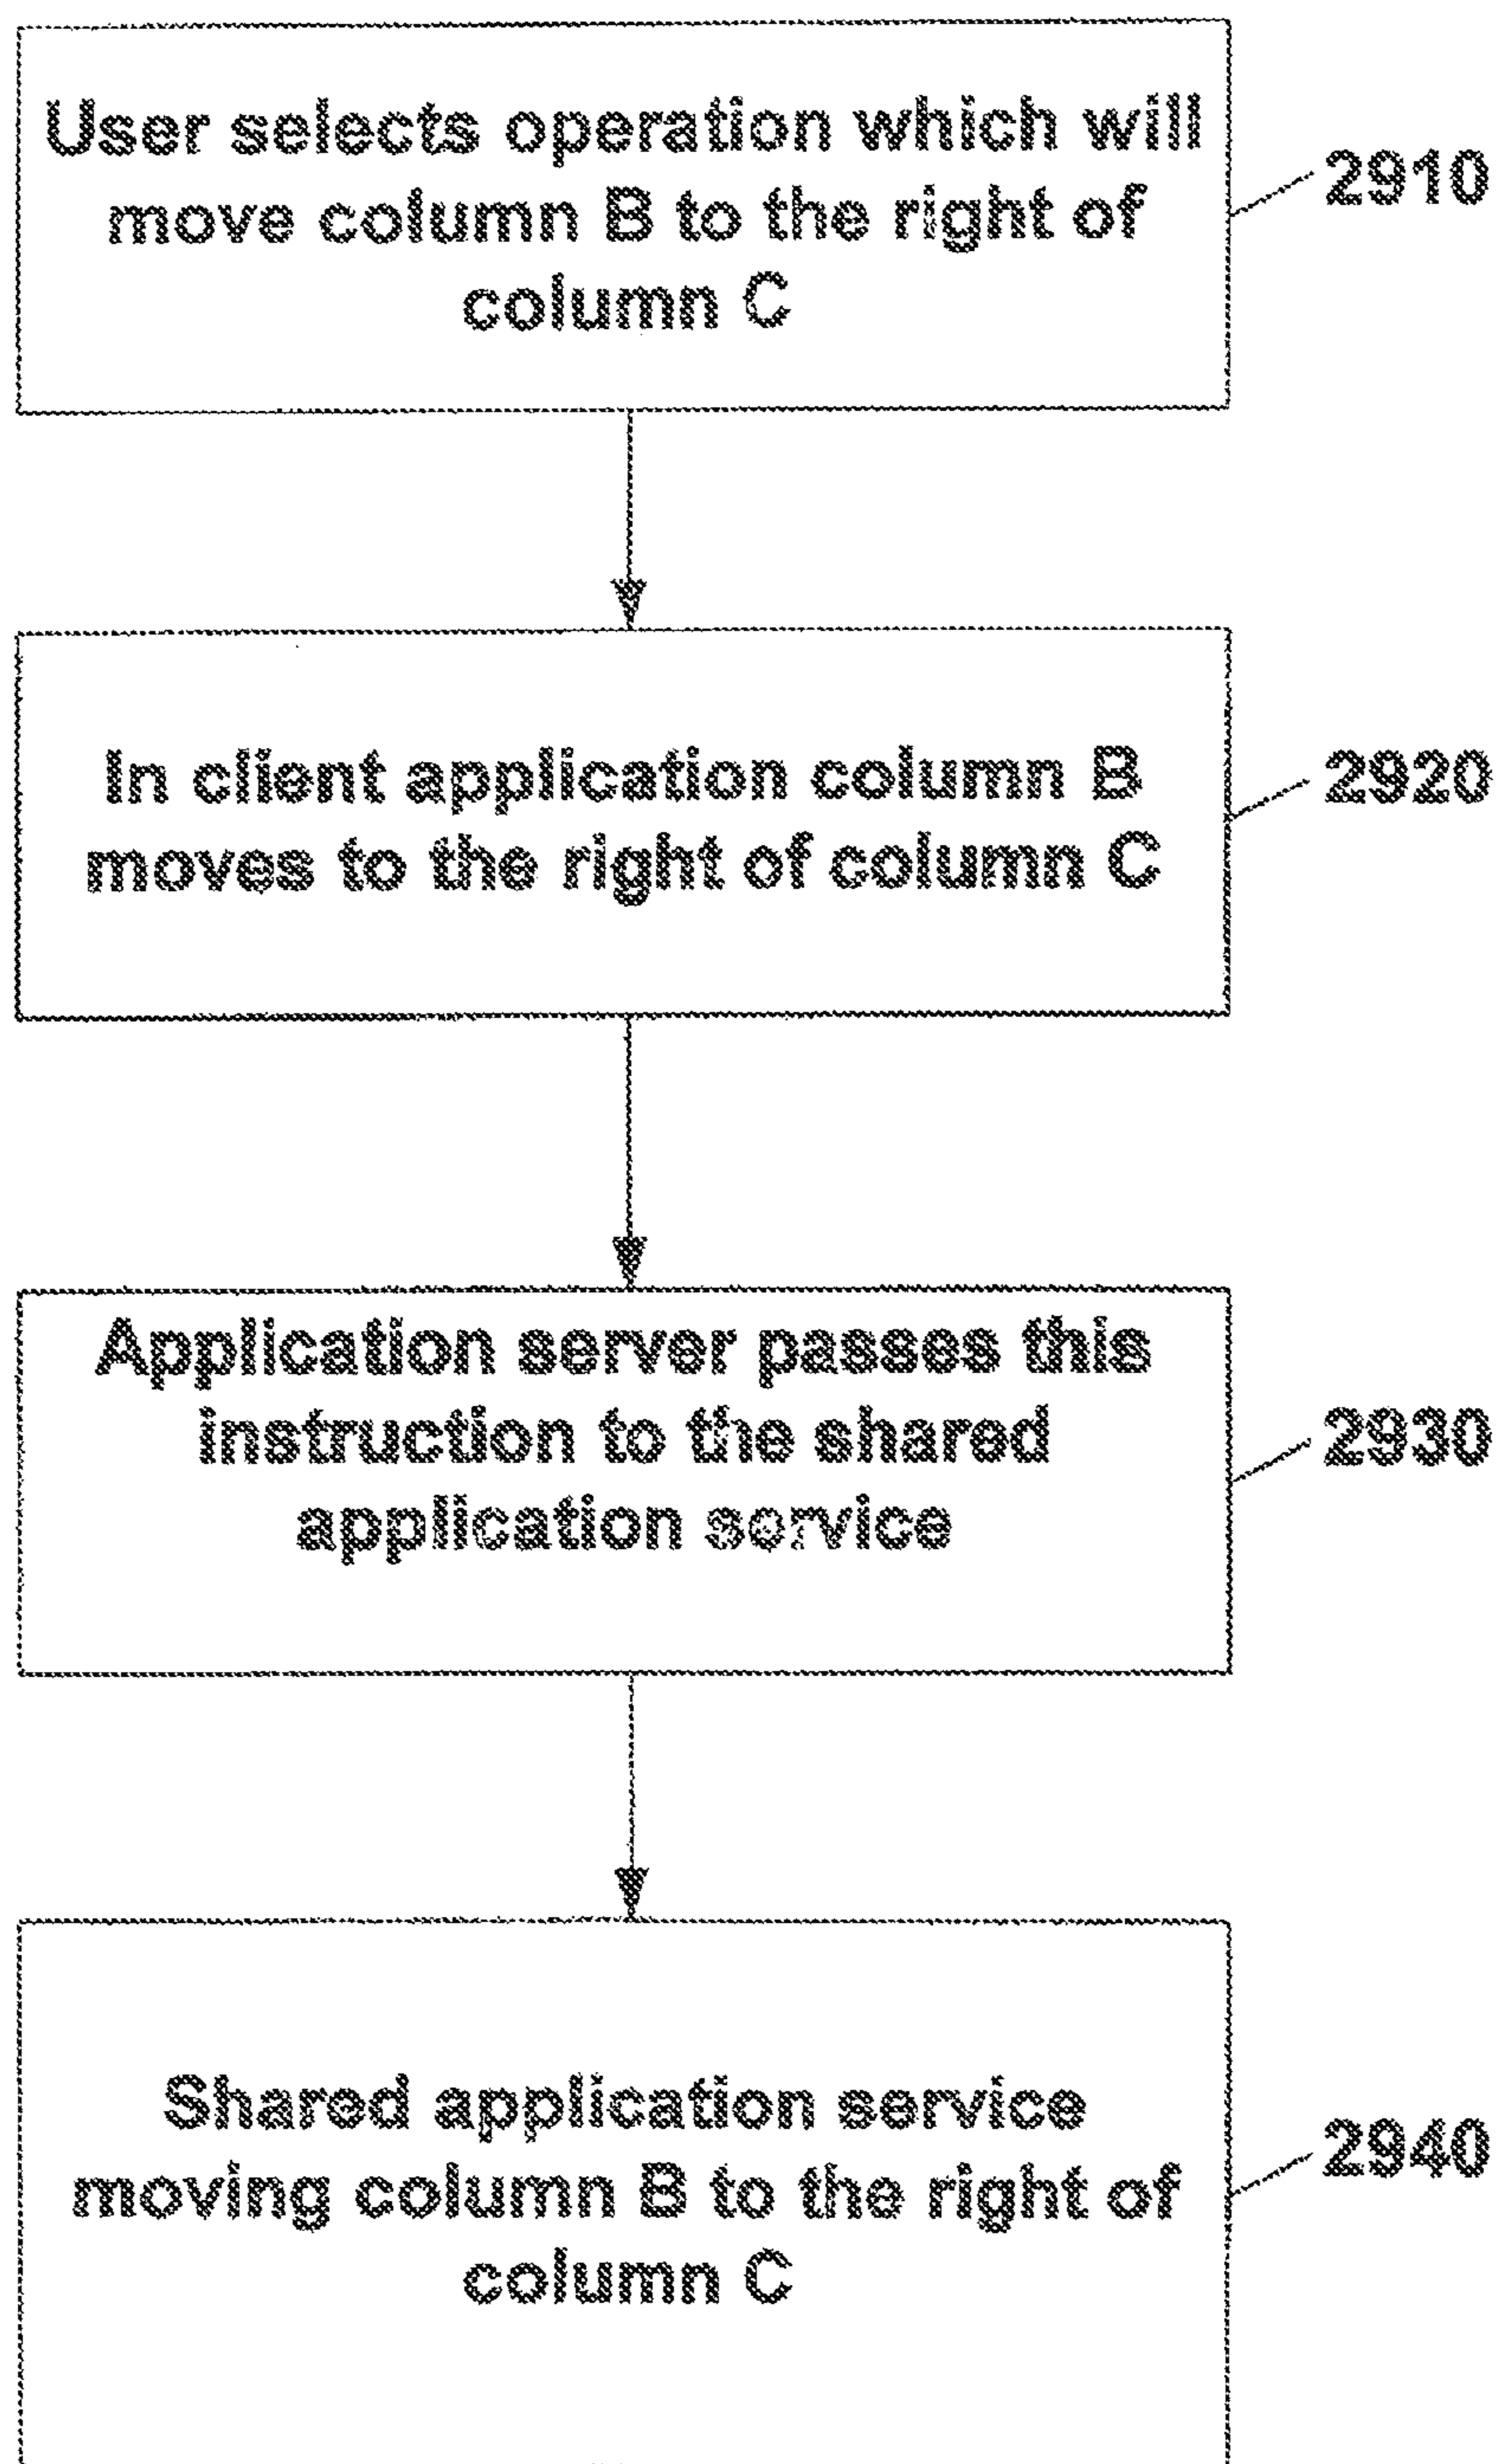 User selects operation which will
move column B to the right of
column C
2910
In client application column B
moves to the right of column C
2920
Application server passes this
instruction to the shared
application service
2930
Shared application service
moving column B to the right of
column C
2940